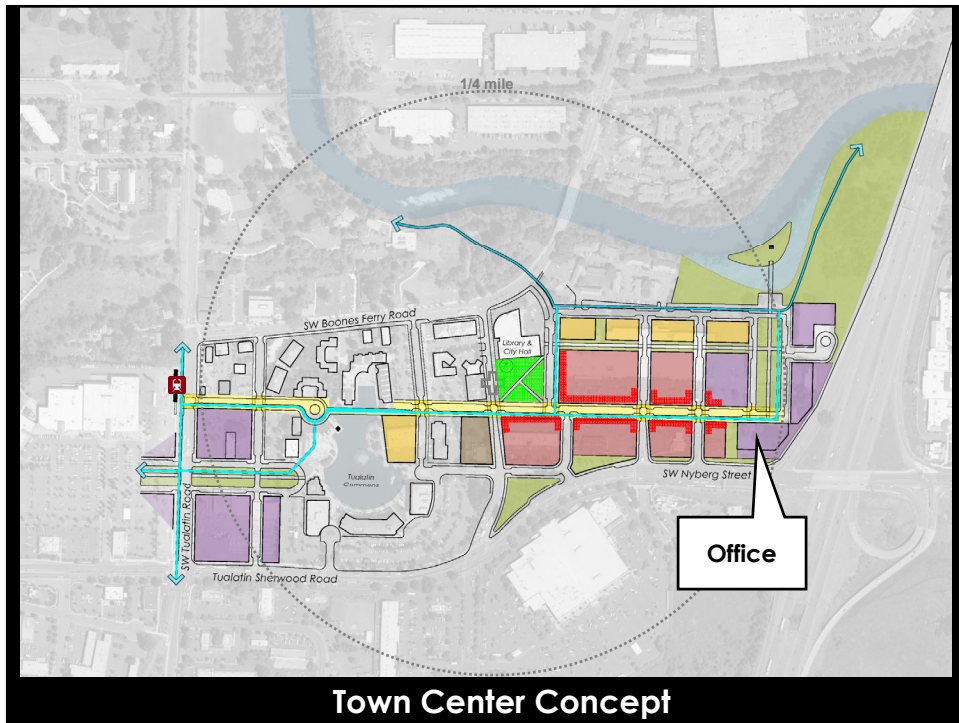 1/4 mile
SW Boones Ferry Road
Library &
City Hall
Tualatin
Commons
SW Nyberg Street
SW Tualatin Road
Office
Tualatin Sherwood Road
Town Center Concept